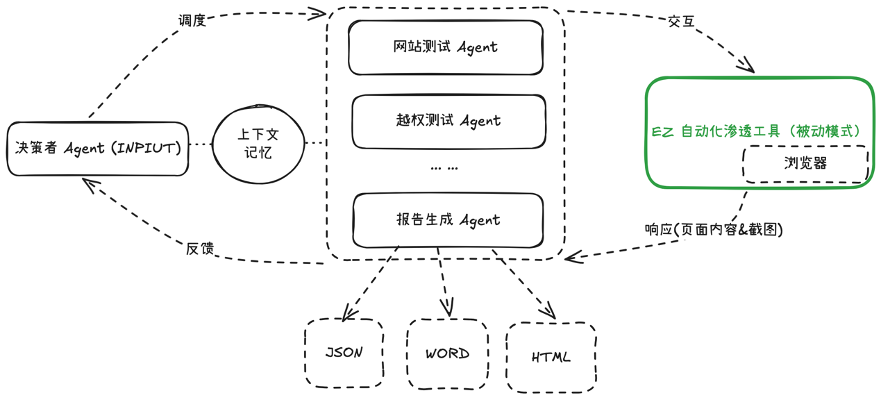 调度
交互
网站测试 Agent
决策者 Agent (INPIUT)
上下文
记忆
越权测试 Agent
... ...
报告生成 Agent
EZ 自动化渗透工具（被动模式）
浏览器
反馈
响应(页面内容&截图)
JSON
WORD
HTML